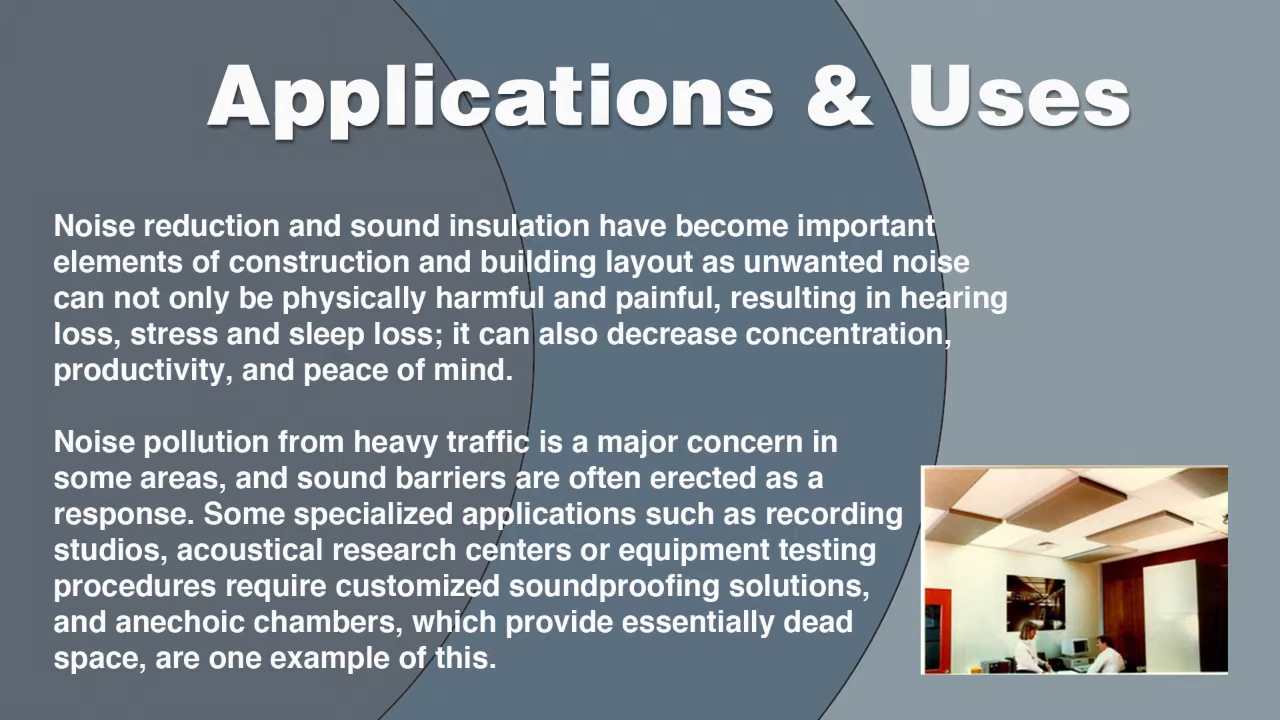 Applications & Uses
Noise reduction and sound insulation have become important
elements of construction and building layout as unwanted noise
can not only be physically harmful and painful, resulting in hearing
loss, stress and sleep loss; it can also decrease concentration,
productivity, and peace of mind.
Noise pollution from heavy traffic is a major concern in
some areas, and sound barriers are often erected as a
response. Some specialized applications such as recording
studios, acoustical research centers or equipment testing
procedures require customized soundproofing solutions,
and anechoic chambers, which provide essentially dead
space, are one example of this.